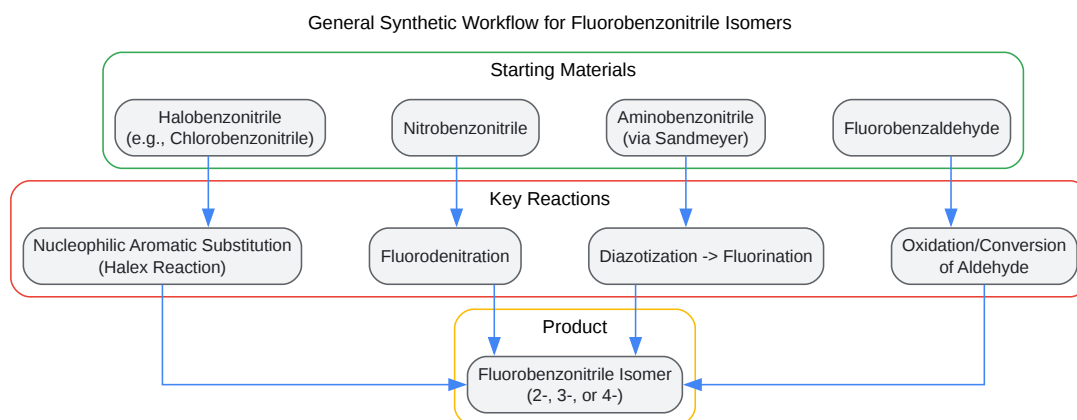 General Synthetic Workflow for Fluorobenzonitrile Isomers
Starting Materials
Halobenzonitrile
(e.g., Chlorobenzonitrile)
Nitrobenzonitrile
Aminobenzonitrile
(via Sandmeyer)
Fluorobenzaldehyde
Key Reactions
Nucleophilic Aromatic Substitution
(Halex Reaction)
Fluorodenitration
Diazotization -> Fluorination
Oxidation/Conversion
of Aldehyde
Product
Fluorobenzonitrile Isomer
(2-, 3-, or 4-)